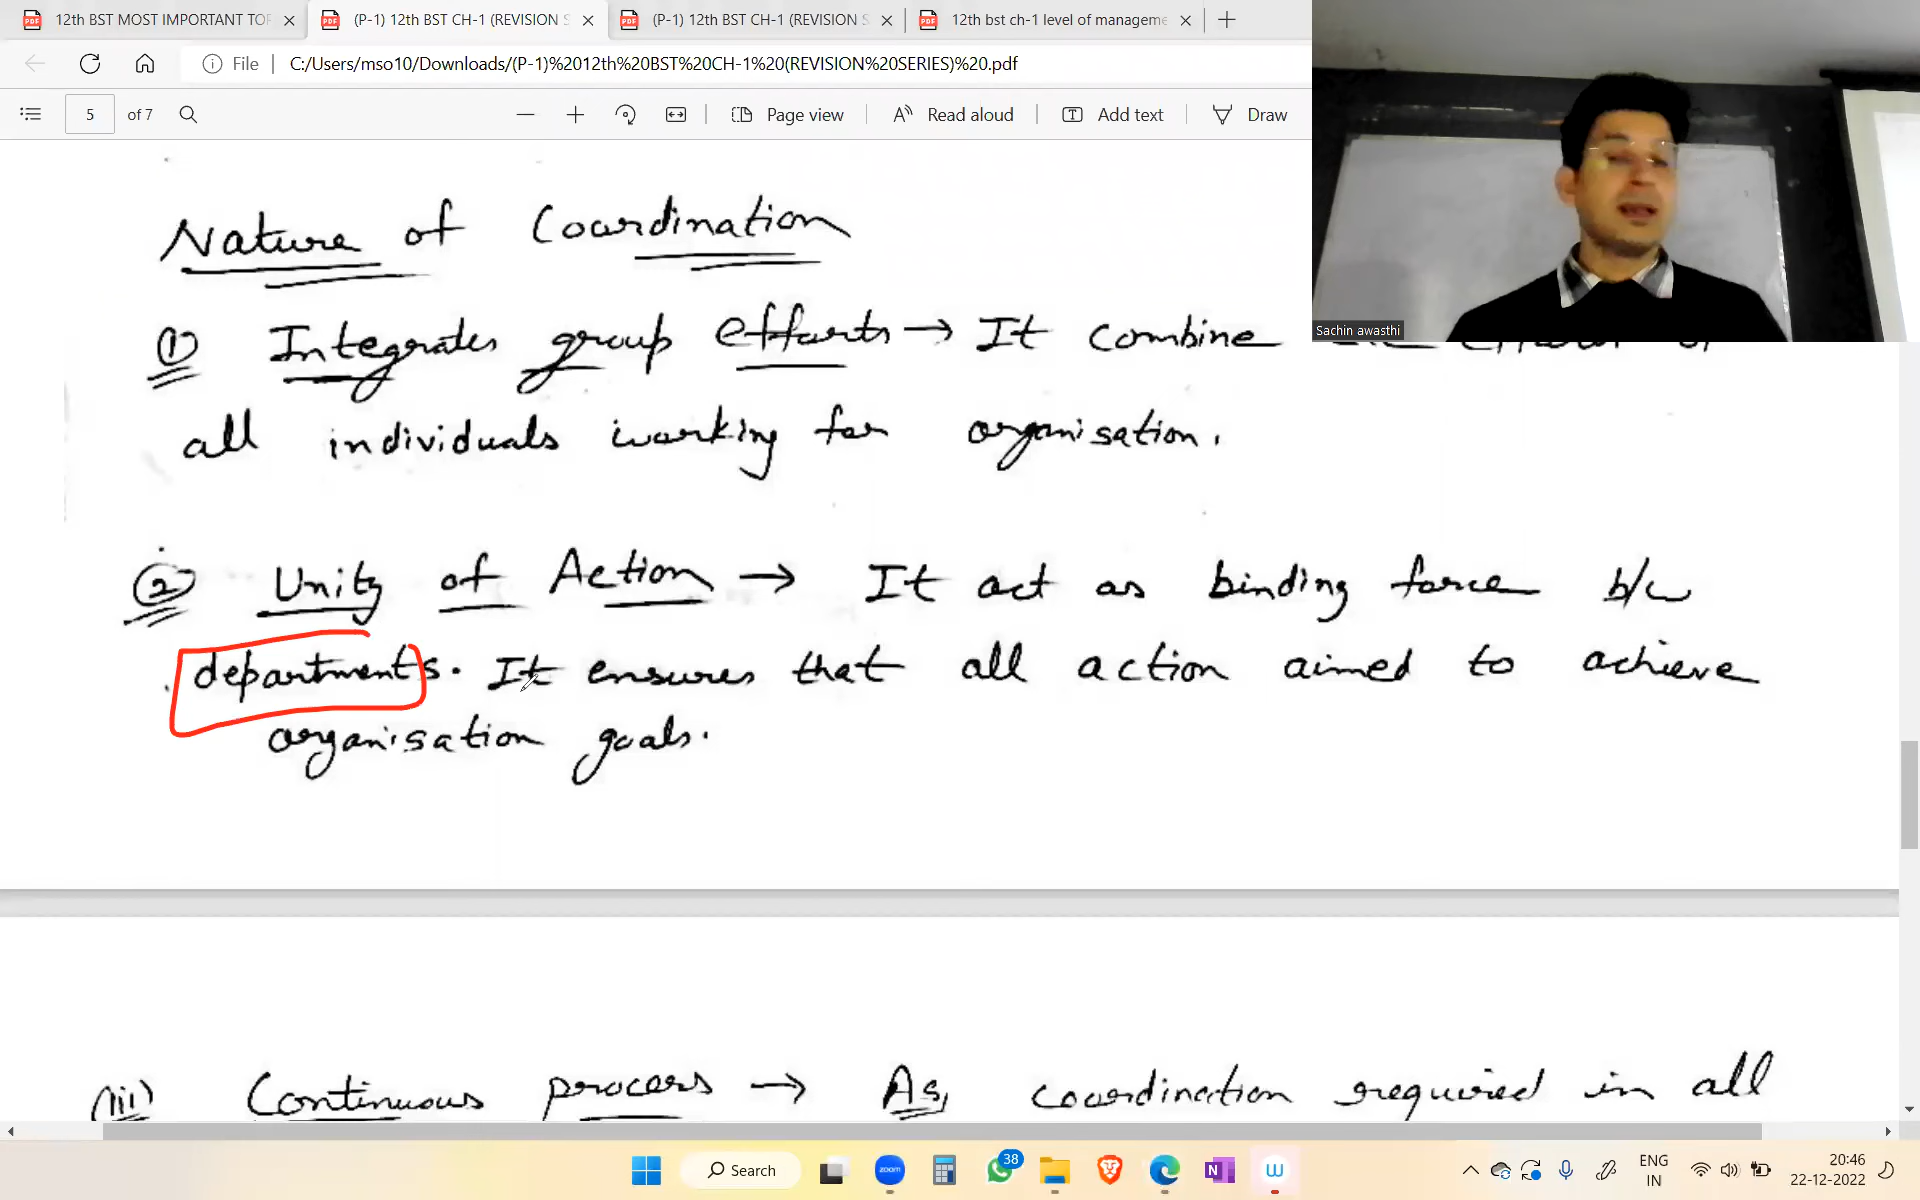 12th BST MOST IMPORTANT TOP
(P-1) 12th BST CH-1 (REVISION S
(P-1) 12th BST CH-1 (REVISION S
12th bst ch-1 level of manageme
File
C:/Users/mso10/Downloads/(P-1)%2012th%20BST%20CH-1%20(REVISION%20SERIES)%20.pdf
5 of 7
Page view
Read aloud
Add text
Draw
Sachin awasthi
Nature of Coordination
① Integrates group efforts → It combine
all individuals working for organisation.
② Unity of Action → It act as binding force b/w
departments. It ensures that all action aimed to achieve
organisation goals.
(iii) Continuous process → As, coordination required in all
Search
zoom
38
ENG
IN
20:46
22-12-2022